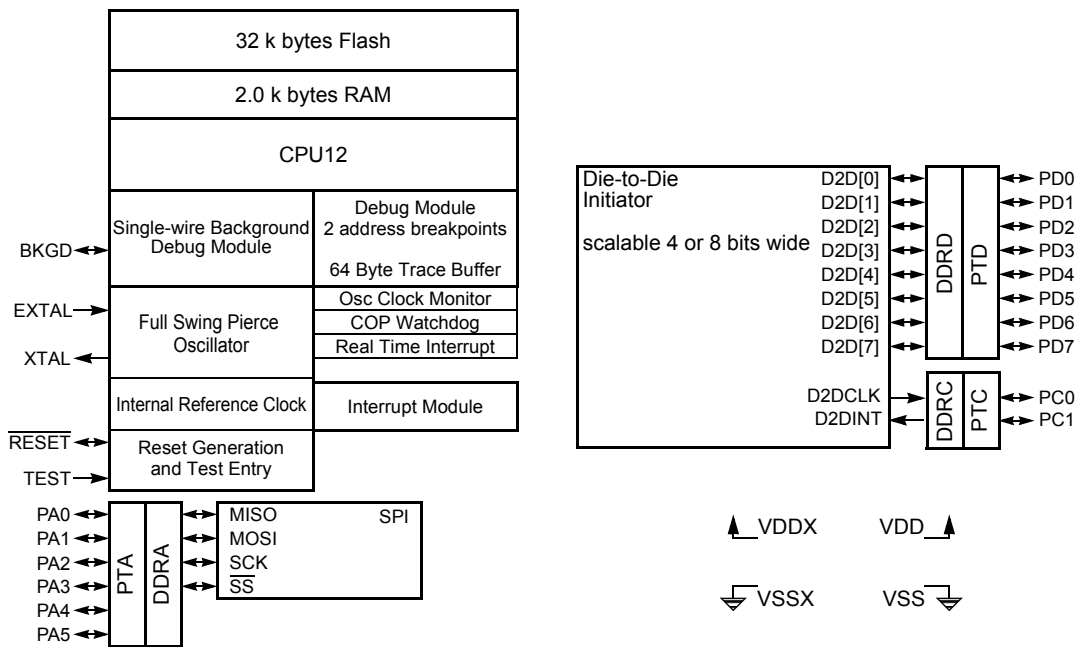 32 k bytes Flash
2.0 k bytes RAM
CPU12
Single-wire Background
Debug Module
Debug Module
2 address breakpoints
64 Byte Trace Buffer
BKGD
EXTAL
XTAL
Full Swing Pierce
Oscillator
Osc Clock Monitor
COP Watchdog
Real Time Interrupt
Internal Reference Clock
Interrupt Module
RESET
TEST
Reset Generation
and Test Entry
PA0
PA1
PA2
PA3
PA4
PA5
PTA
DDRA
MISO
MOSI
SCK
SS
SPI
Die-to-Die
Initiator
scalable 4 or 8 bits wide
D2D[0]
D2D[1]
D2D[2]
D2D[3]
D2D[4]
D2D[5]
D2D[6]
D2D[7]
DDRD
PTD
PD0
PD1
PD2
PD3
PD4
PD5
PD6
PD7
D2DCLK
D2DINT
DDRC
PTC
PC0
PC1
VDDX
VDD
VSSX
VSS